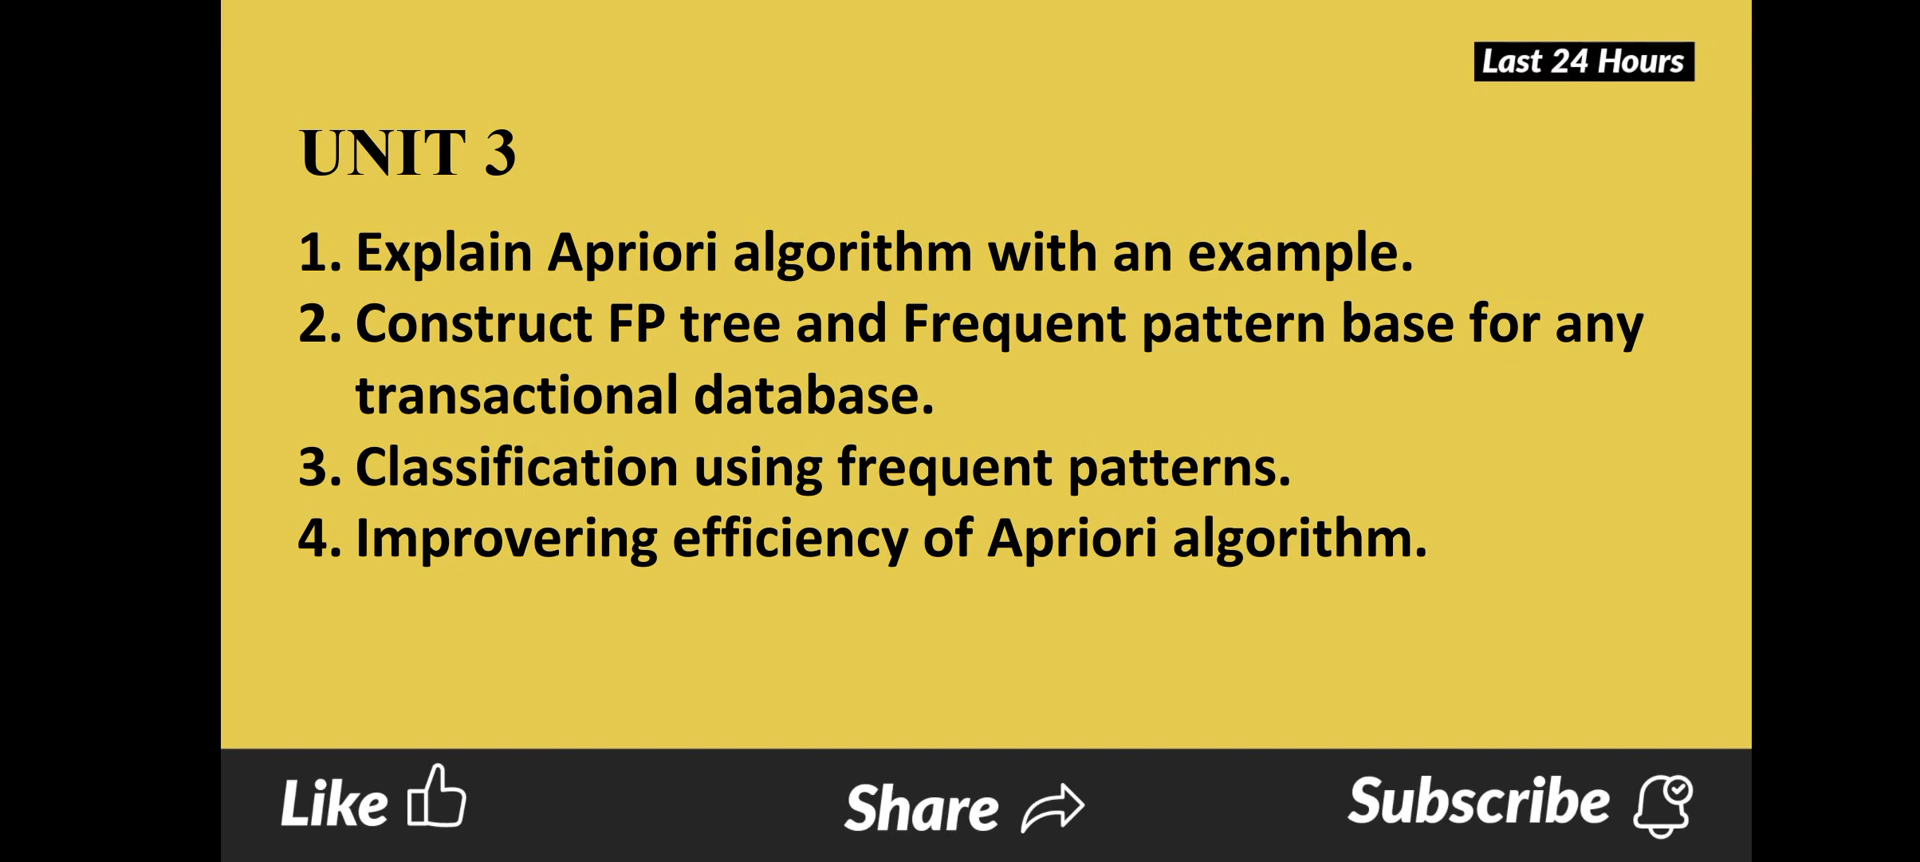 Last 24 Hours
UNIT 3
1. Explain Apriori algorithm with an example.
2. Construct FP tree and Frequent pattern base for any
transactional database.
3. Classification using frequent patterns.
4. Improvering efficiency of Apriori algorithm.
Like
Share
Subscribe